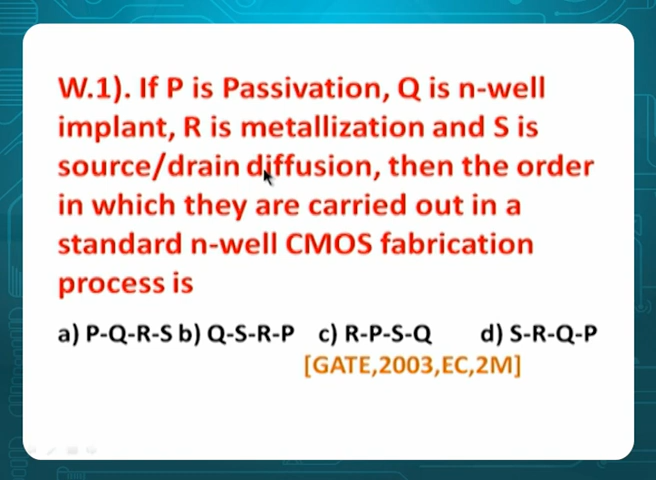 W.1). If P is Passivation, Q is n-well
implant, R is metallization and S is
source/drain diffusion, then the order
in which they are carried out in a
standard n-well CMOS fabrication
process is
a) P-Q-R-S b) Q-S-R-P c) R-P-S-Q d) S-R-Q-P
[GATE,2003,EC,2M]